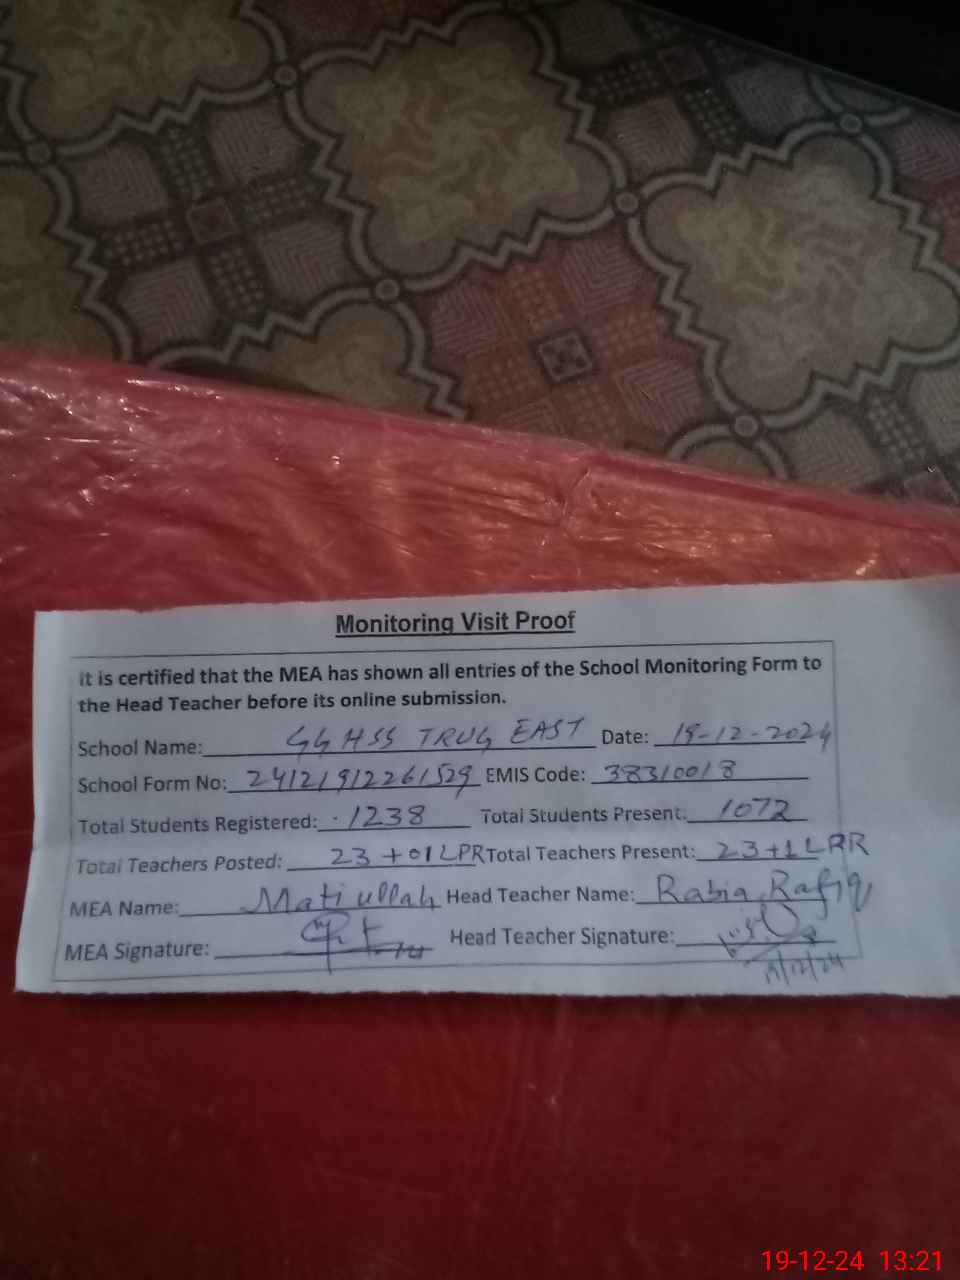 Monitoring Visit Proof
It is certified that the MEA has shown all entries of the School Monitoring Form to
the Head Teacher before its online submission.
School Name: GGHSS TRUG EAST Date: 19-12-2024
School Form No: 24121912261529 EMIS Code: 38310018
Total Students Registered: 1238 Total Students Present: 1072
Total Teachers Posted: 23+01LPR Total Teachers Present: 23+1LPR
MEA Name: Matiullah Head Teacher Name: Rabia Rafiq
MEA Signature: Head Teacher Signature:
19/12/24
19-12-24 13:21